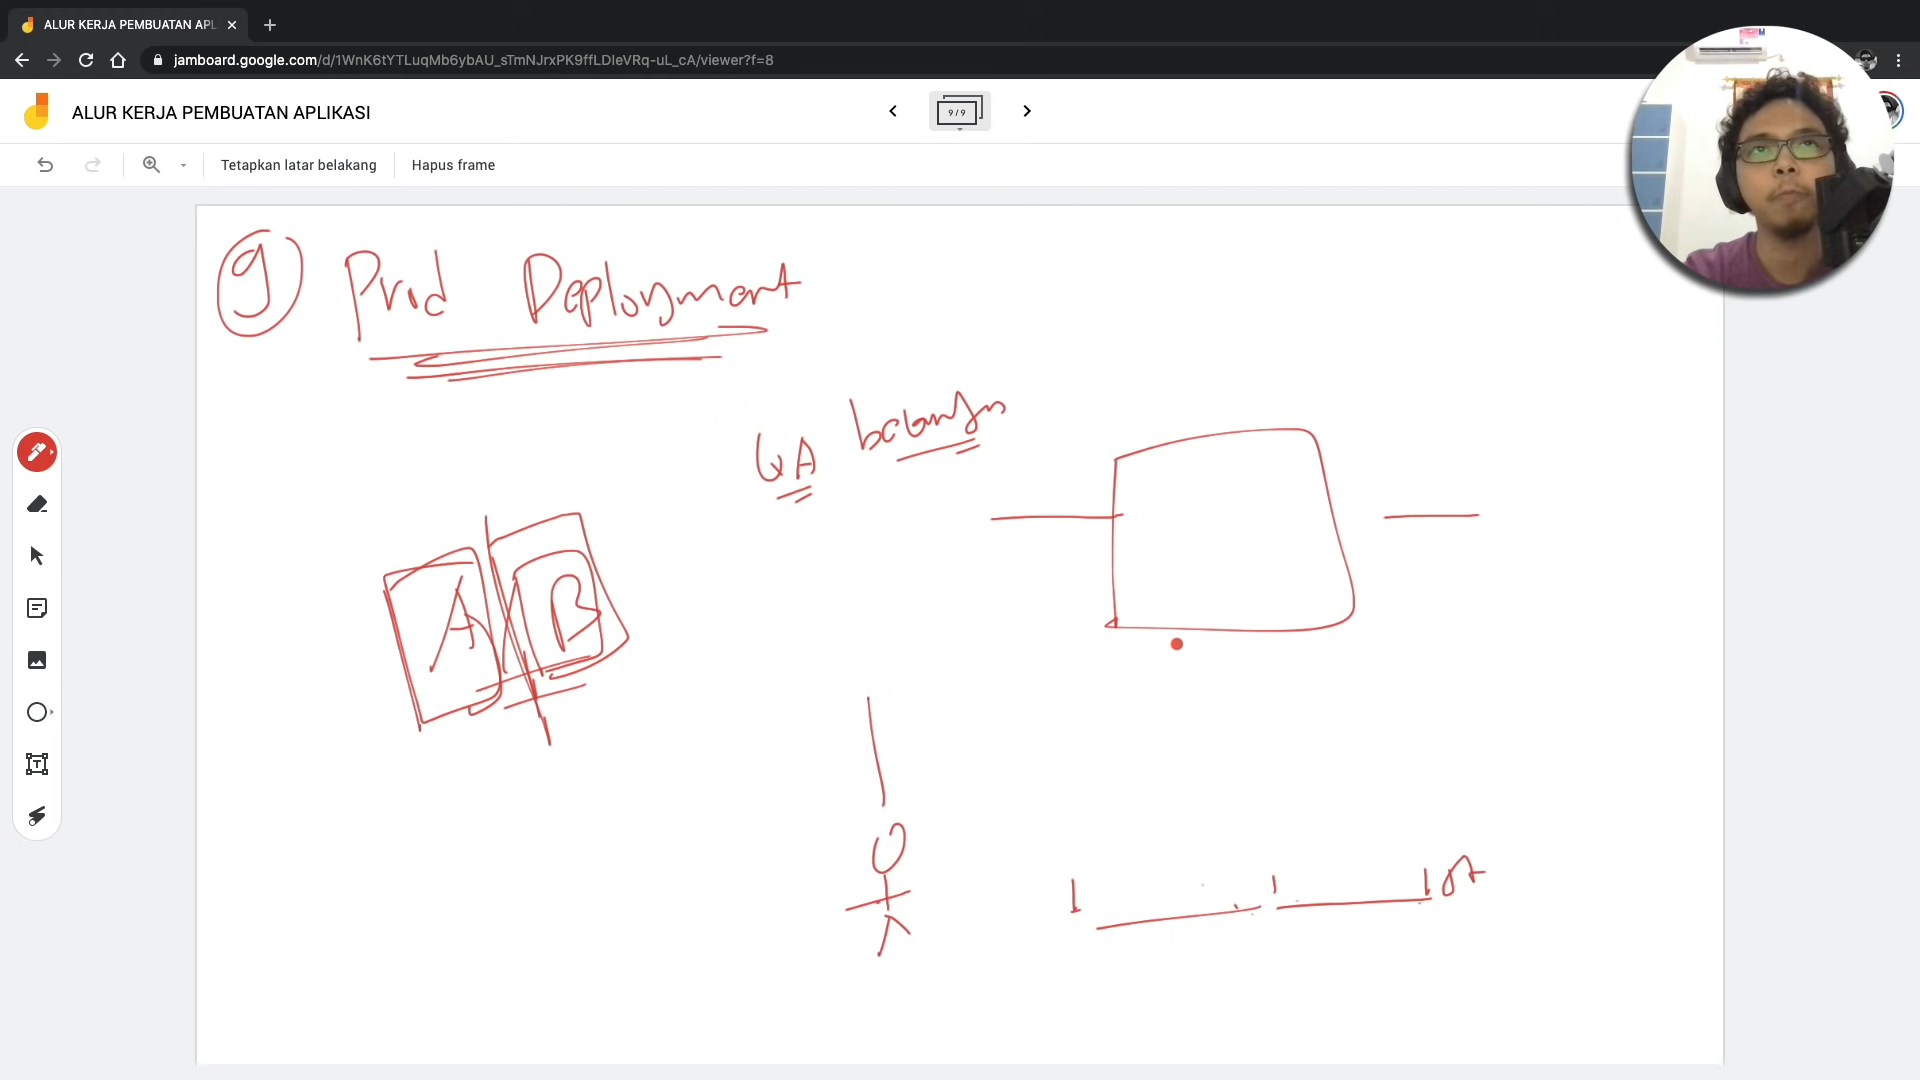 ALUR KERJA PEMBUATAN APL
jamboard.google.com/d/1WnK6tYTLuqMb6ybAU_sTmNJrxPK9ffLDIeVRq-uL_cA/viewer?f=8
ALUR KERJA PEMBUATAN APLIKASI
9/9
Tetapkan latar belakang
Hapus frame
9 Prod Deployment
QA
A B